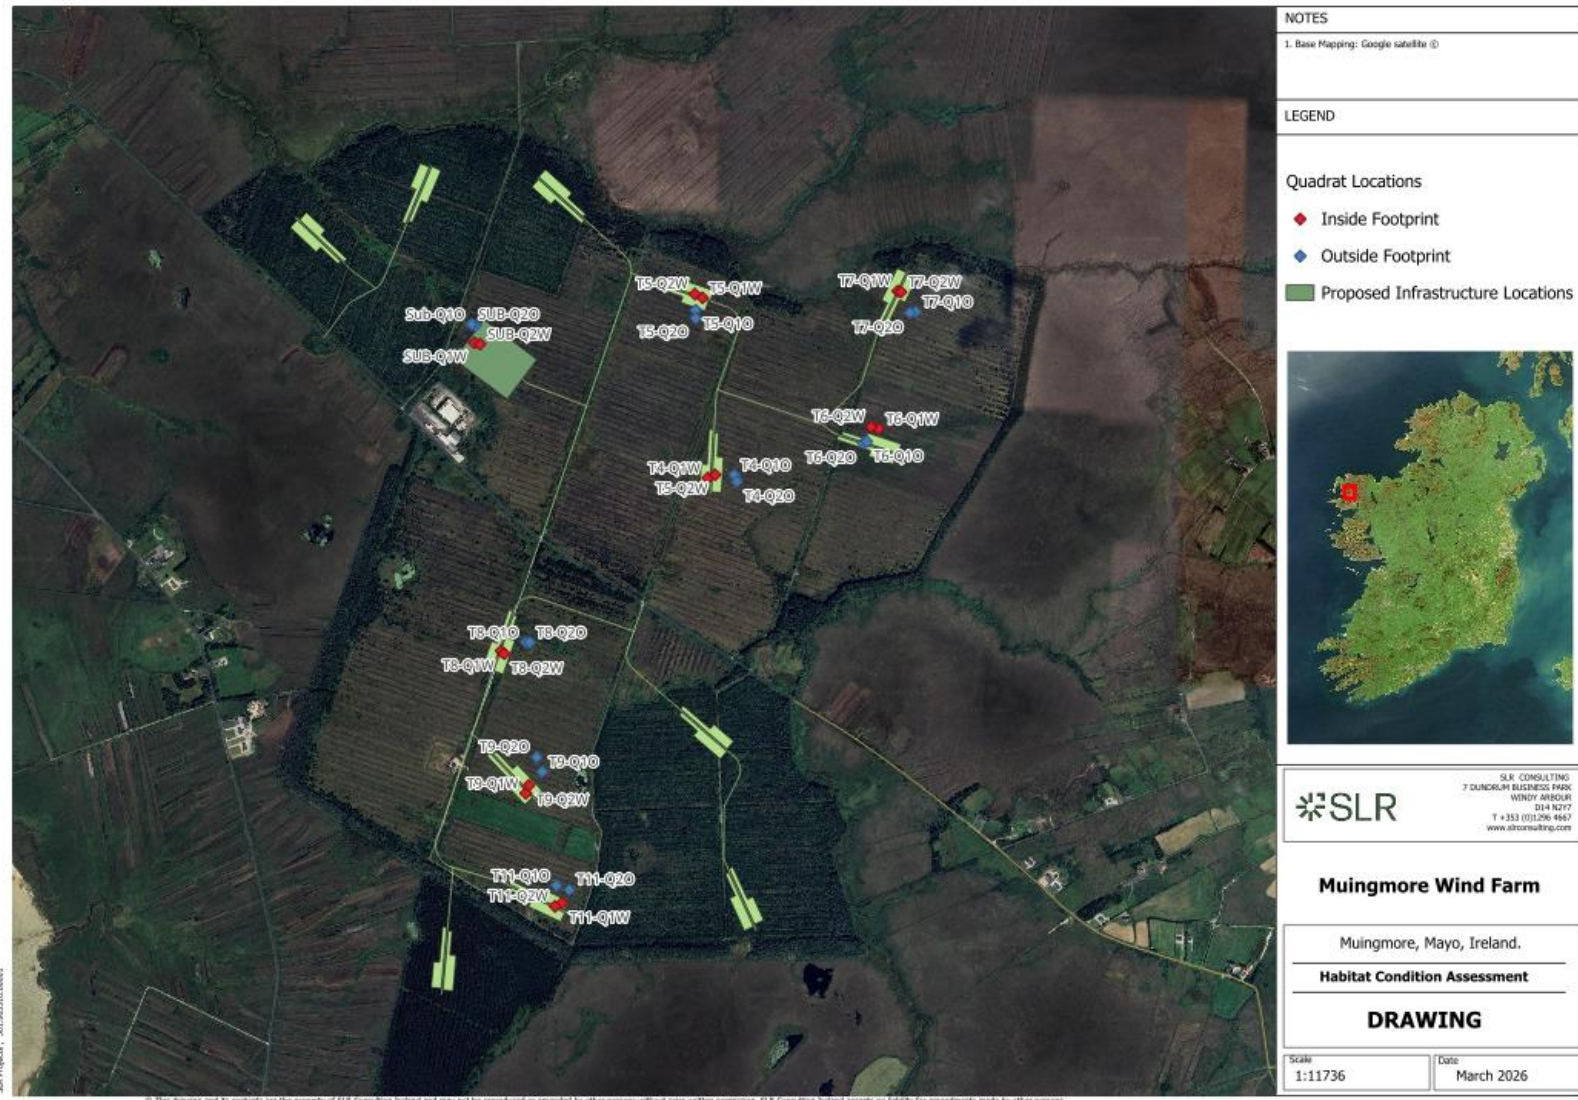 NOTES
1. Base Mapping: Google satellite ©
LEGEND
Quadrat Locations
Inside Footprint
Outside Footprint
Proposed Infrastructure Locations
T5-Q2W
T5-Q1W
T5-Q1O
T5-Q2O
T7-Q1W
T7-Q2W
T7-Q1O
T7-Q2O
Sub-Q1O
SUB-Q2O
SUB-Q2W
SUB-Q1W
T6-Q2W
T6-Q1W
T6-Q2O
T6-Q1O
T4-Q1W
T4-Q1O
T5-Q2W
T4-Q2O
T8-Q1O
T8-Q2O
T8-Q1W
T8-Q2W
T9-Q2O
T9-Q1O
T9-Q1W
T9-Q2W
T11-Q1O
T11-Q2O
T11-Q2W
T11-Q1W
SLR
SLR CONSULTING
7 DUNDRUM BUSINESS PARK
WINDY ARBOUR
D14 N2Y7
T +353 (0)1296 4667
www.slrconsulting.com
Muingmore Wind Farm
Muingmore, Mayo, Ireland.
Habitat Condition Assessment
DRAWING
Scale
1:11736
Date
March 2026